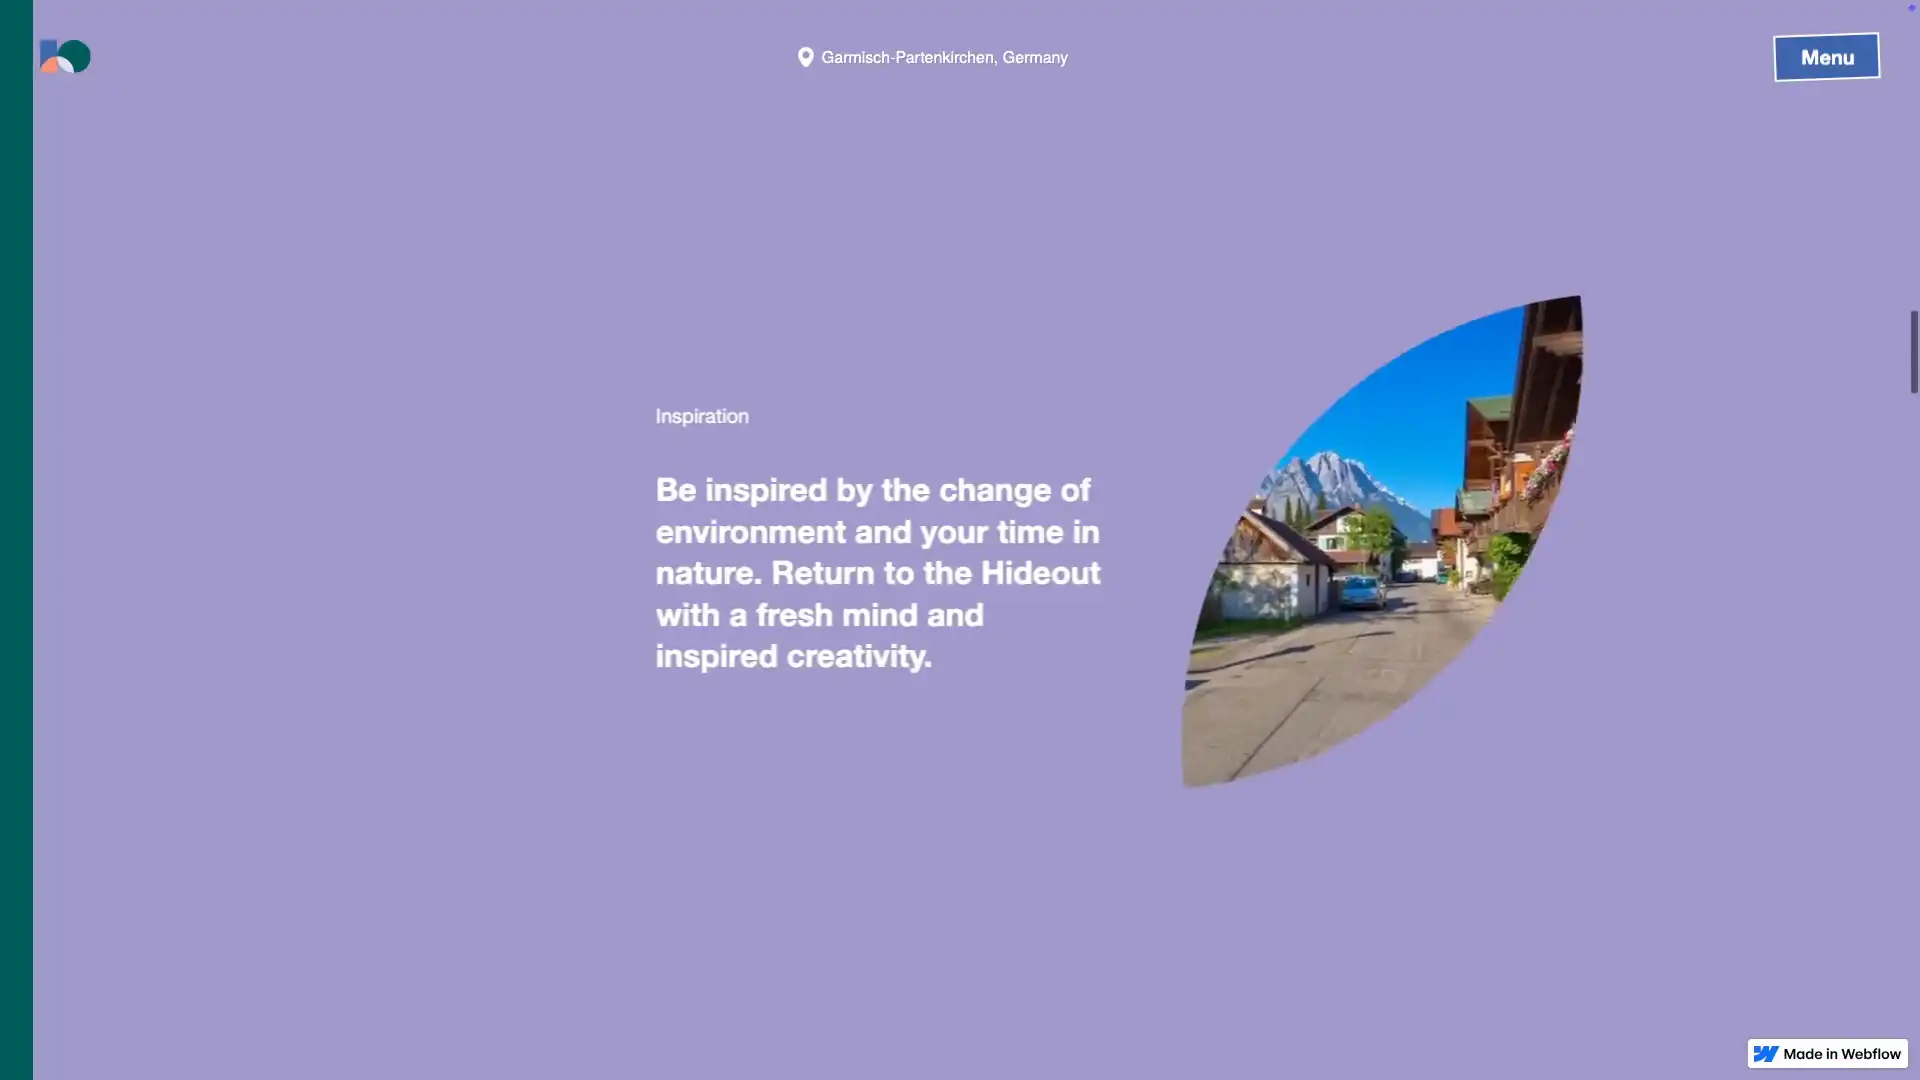 Garmisch-Partenkirchen, Germany
Menu
Inspiration
Be inspired by the change of
environment and your time in
nature. Return to the Hideout
with a fresh mind and
inspired creativity.
Made in Webflow